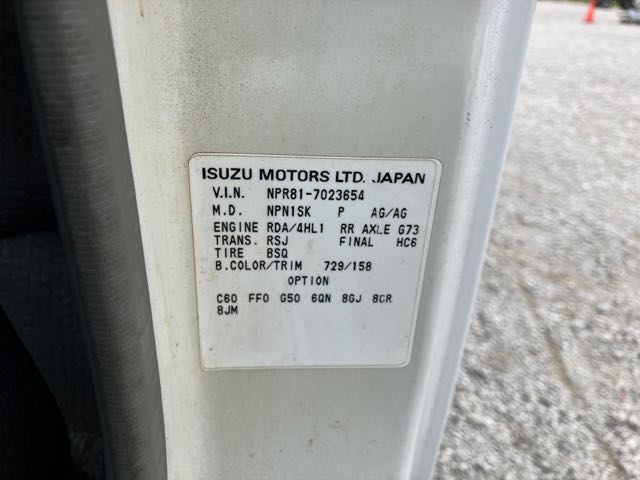 ISUZU MOTORS LTD. JAPAN
V.I.N. NPR81-7023654
M.D. NPN1SK P AG/AG
ENGINE RDA/4HL1 RR AXLE G73
TRANS. RSJ FINAL HC6
TIRE BSQ
B.COLOR/TRIM 729/158
OPTION
C60 FF0 G50 6QN 8GJ 8CR
8JM